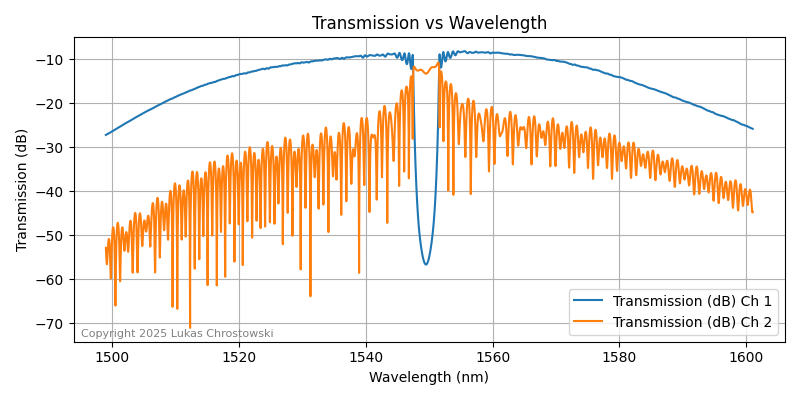 Transmission vs Wavelength
Transmission (dB)
−10
−20
−30
−40
−50
−60
−70
Transmission (dB) Ch 1
Transmission (dB) Ch 2
Copyright 2025 Lukas Chrostowski
1500
1520
1540
1560
1580
1600
Wavelength (nm)